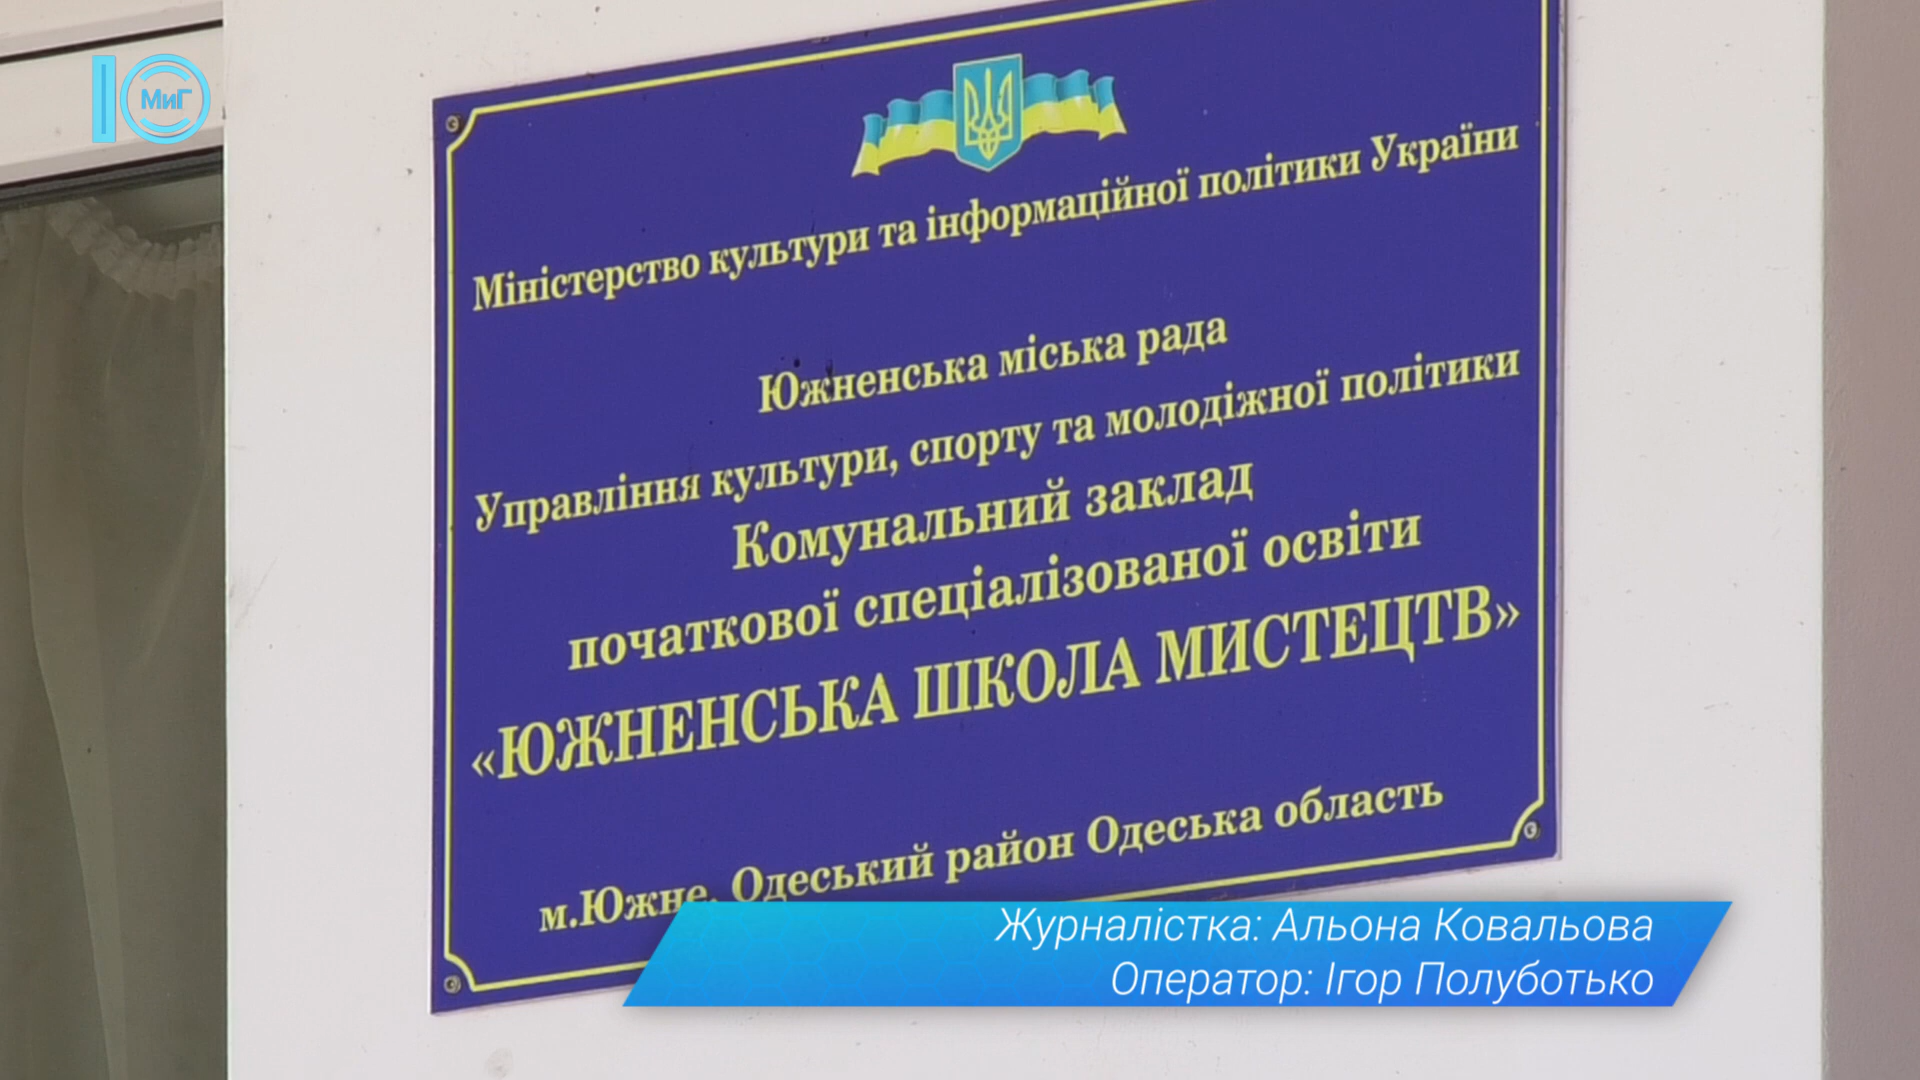 МиГ
Міністерство культури та інформаційної політики України
Южненська міська рада
Управління культури, спорту та молодіжної політики
Комунальний заклад
початкової спеціалізованої освіти
«ЮЖНЕНСЬКА ШКОЛА МИСТЕЦТВ»
м.Южне, Одеський район Одеська область
Журналістка: Альона Ковальова
Оператор: Ігор Полуботько